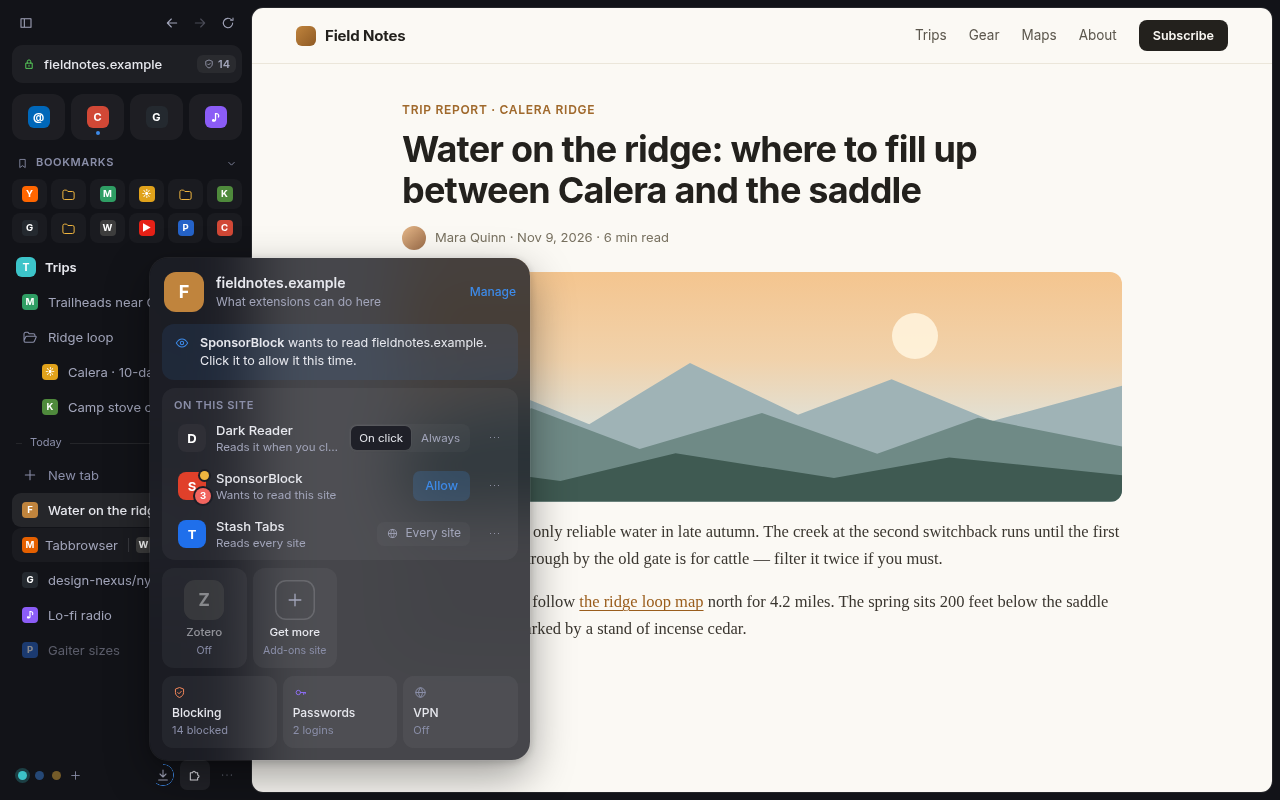 fieldnotes.example
14
@
C
G
BOOKMARKS
Y
M
K
G
W
P
C
T
Trips
M
Trailheads near
Ridge loop
Calera · 10-da
K
Camp stove
Today
New tab
F
Water on the ridg
M
Tabbrowser
W
G
design-nexus/ny
Lo-fi radio
P
Gaiter sizes
Field Notes
Trips
Gear
Maps
About
Subscribe
TRIP REPORT · CALERA RIDGE
Water on the ridge: where to fill up
between Calera and the saddle
Mara Quinn · Nov 9, 2026 · 6 min read
only reliable water in late autumn. The creek at the second switchback runs until the first
rough by the old gate is for cattle — filter it twice if you must.
follow the ridge loop map north for 4.2 miles. The spring sits 200 feet below the saddle
rked by a stand of incense cedar.
F
fieldnotes.example
What extensions can do here
Manage
SponsorBlock wants to read fieldnotes.example.
Click it to allow it this time.
ON THIS SITE
D
Dark Reader
Reads it when you cl...
On click
Always
S
3
SponsorBlock
Wants to read this site
Allow
T
Stash Tabs
Reads every site
Every site
Z
Zotero
Off
Get more
Add-ons site
Blocking
14 blocked
Passwords
2 logins
VPN
Off